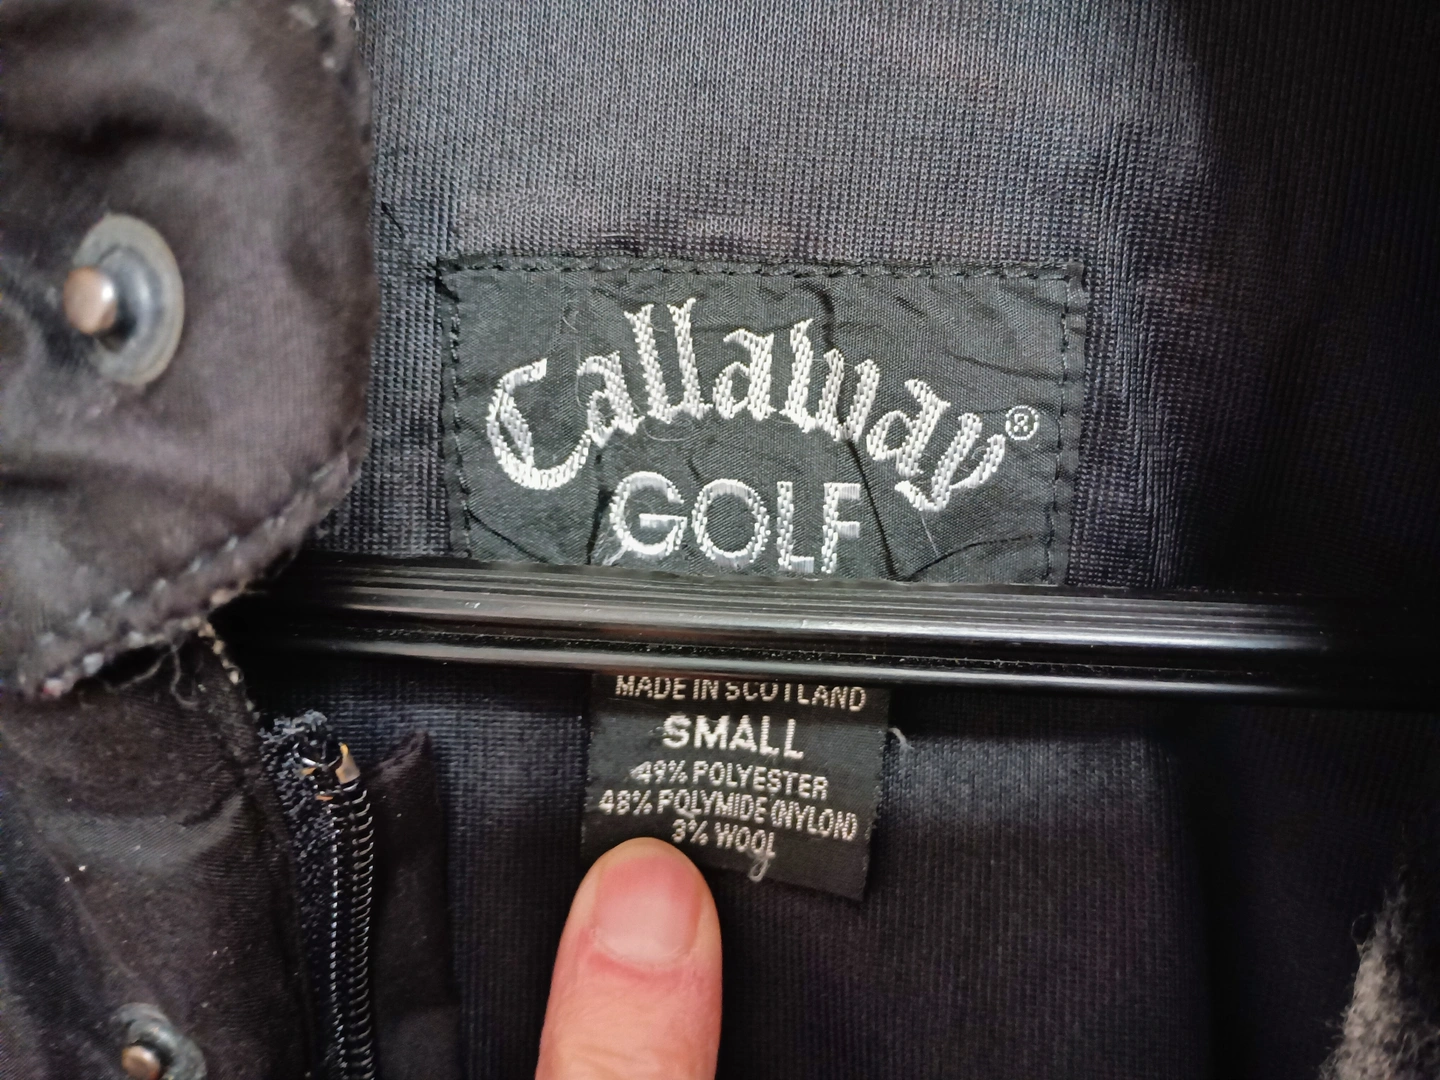 Callaway®
GOLF
MADE IN SCOTLAND
SMALL
49% POLYESTER
48% POLYMIDE (NYLON)
3% WOOL